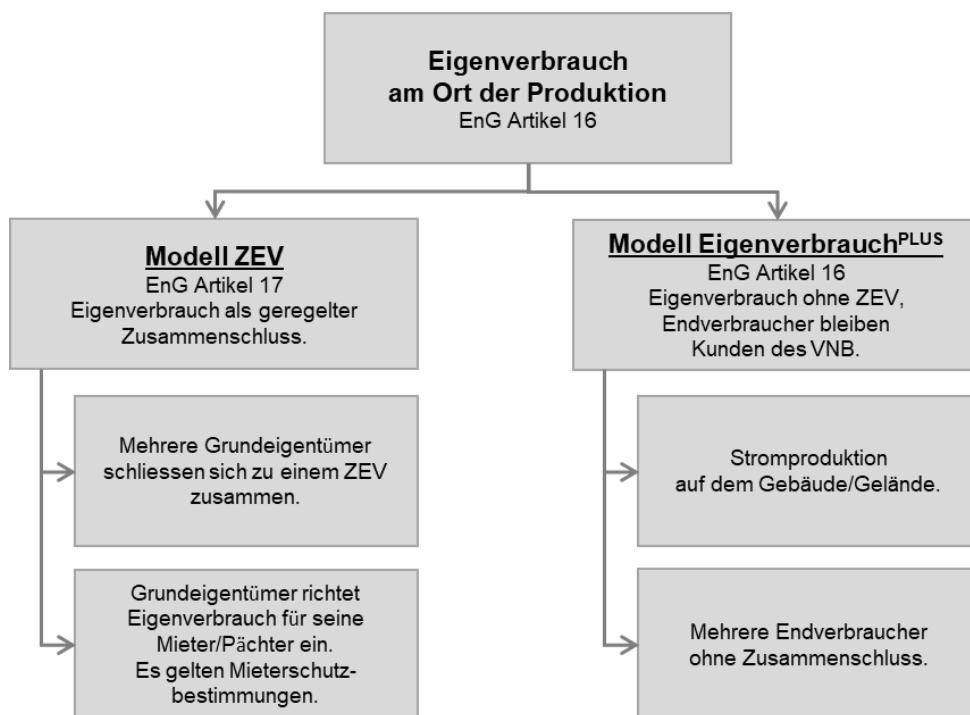 Eigenverbrauch
am Ort der Produktion
EnG Artikel 16
Modell ZEV
EnG Artikel 17
Eigenverbrauch als geregelter
Zusammenschluss.
Mehrere Grundeigentümer
schliessen sich zu einem ZEV
zusammen.
Grundeigentümer richtet
Eigenverbrauch für seine
Mieter/Pächter ein.
Es gelten Mieterschutz-
bestimmungen.
Modell Eigenverbrauchᴾᴸᵁˢ
EnG Artikel 16
Eigenverbrauch ohne ZEV,
Endverbraucher bleiben
Kunden des VNB.
Stromproduktion
auf dem Gebäude/Gelände.
Mehrere Endverbraucher
ohne Zusammenschluss.